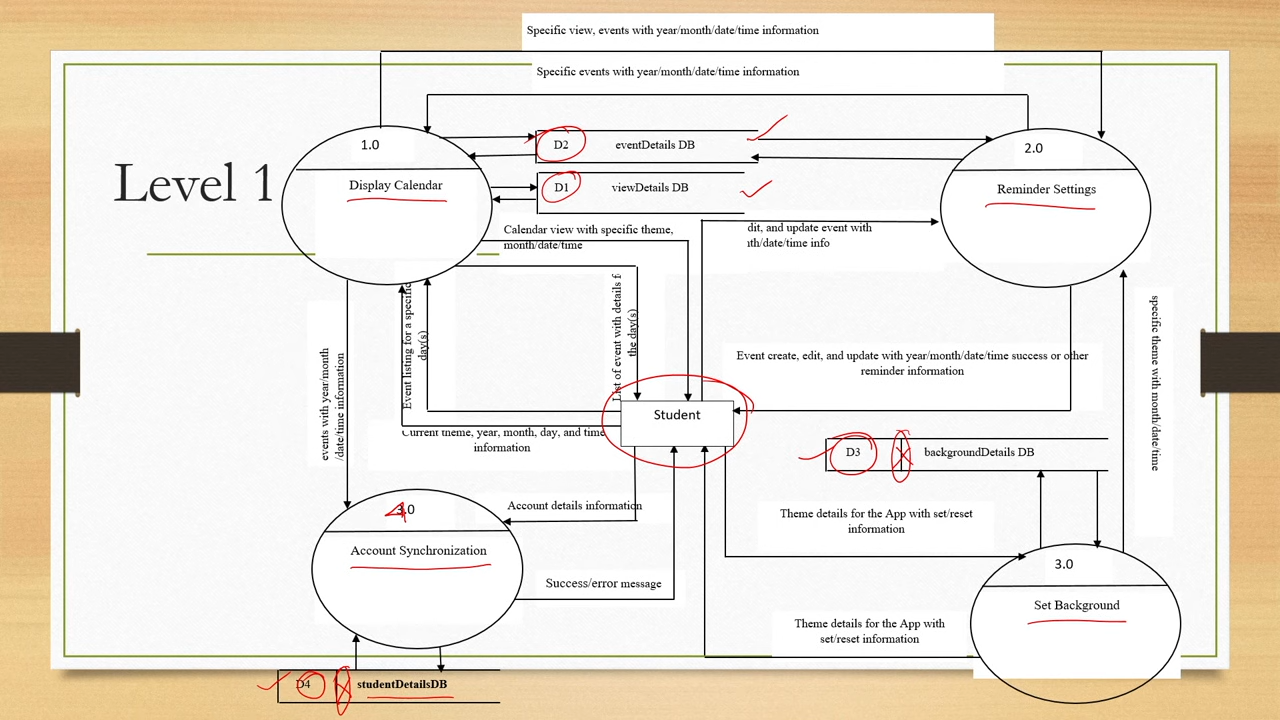 Specific view, events with year/month/date/time information
Specific events with year/month/date/time information
Level 1
1.0
Display Calendar
D2 eventDetails DB
D1 viewDetails DB
2.0
Reminder Settings
Calendar view with specific theme,
month/date/time
dit, and update event with
th/date/time info
events with year/month
/date/time information
Event listing for a specific
day(s)
List of event with details f
the day(s)
Event create, edit, and update with year/month/date/time success or other
reminder information
specific theme with month/date/time
Student
Current theme, year, month, day, and time
information
D3 backgroundDetails DB
4
3.0
Account Synchronization
Account details information
Success/error message
Theme details for the App with set/reset
information
3.0
Set Background
Theme details for the App with
set/reset information
D4 studentDetailsDB